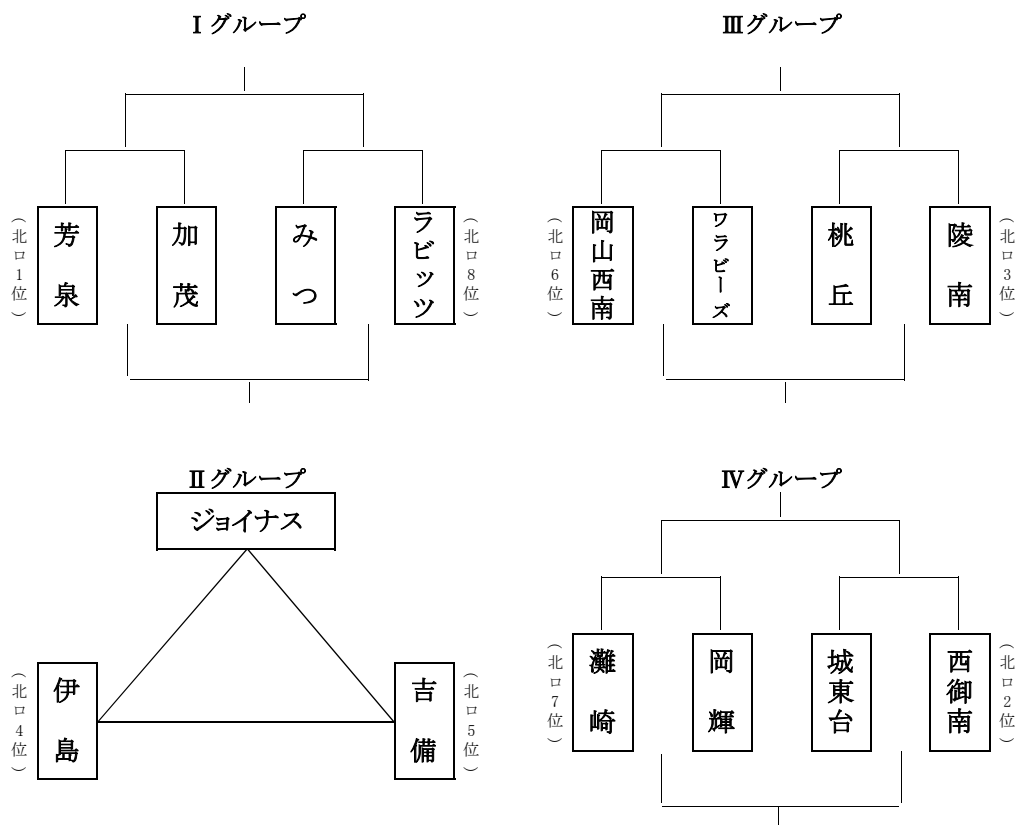 Ⅰグループ
(北ロ1位)
芳泉
加茂
みつ
ラビッツ
(北ロ8位)
Ⅲグループ
(北ロ6位)
岡山西南
ワラビーズ
桃丘
陵南
(北ロ3位)
Ⅱグループ
ジョイナス
(北ロ4位)
伊島
吉備
(北ロ5位)
Ⅳグループ
(北ロ7位)
灘崎
岡輝
城東台
西御南
(北ロ2位)